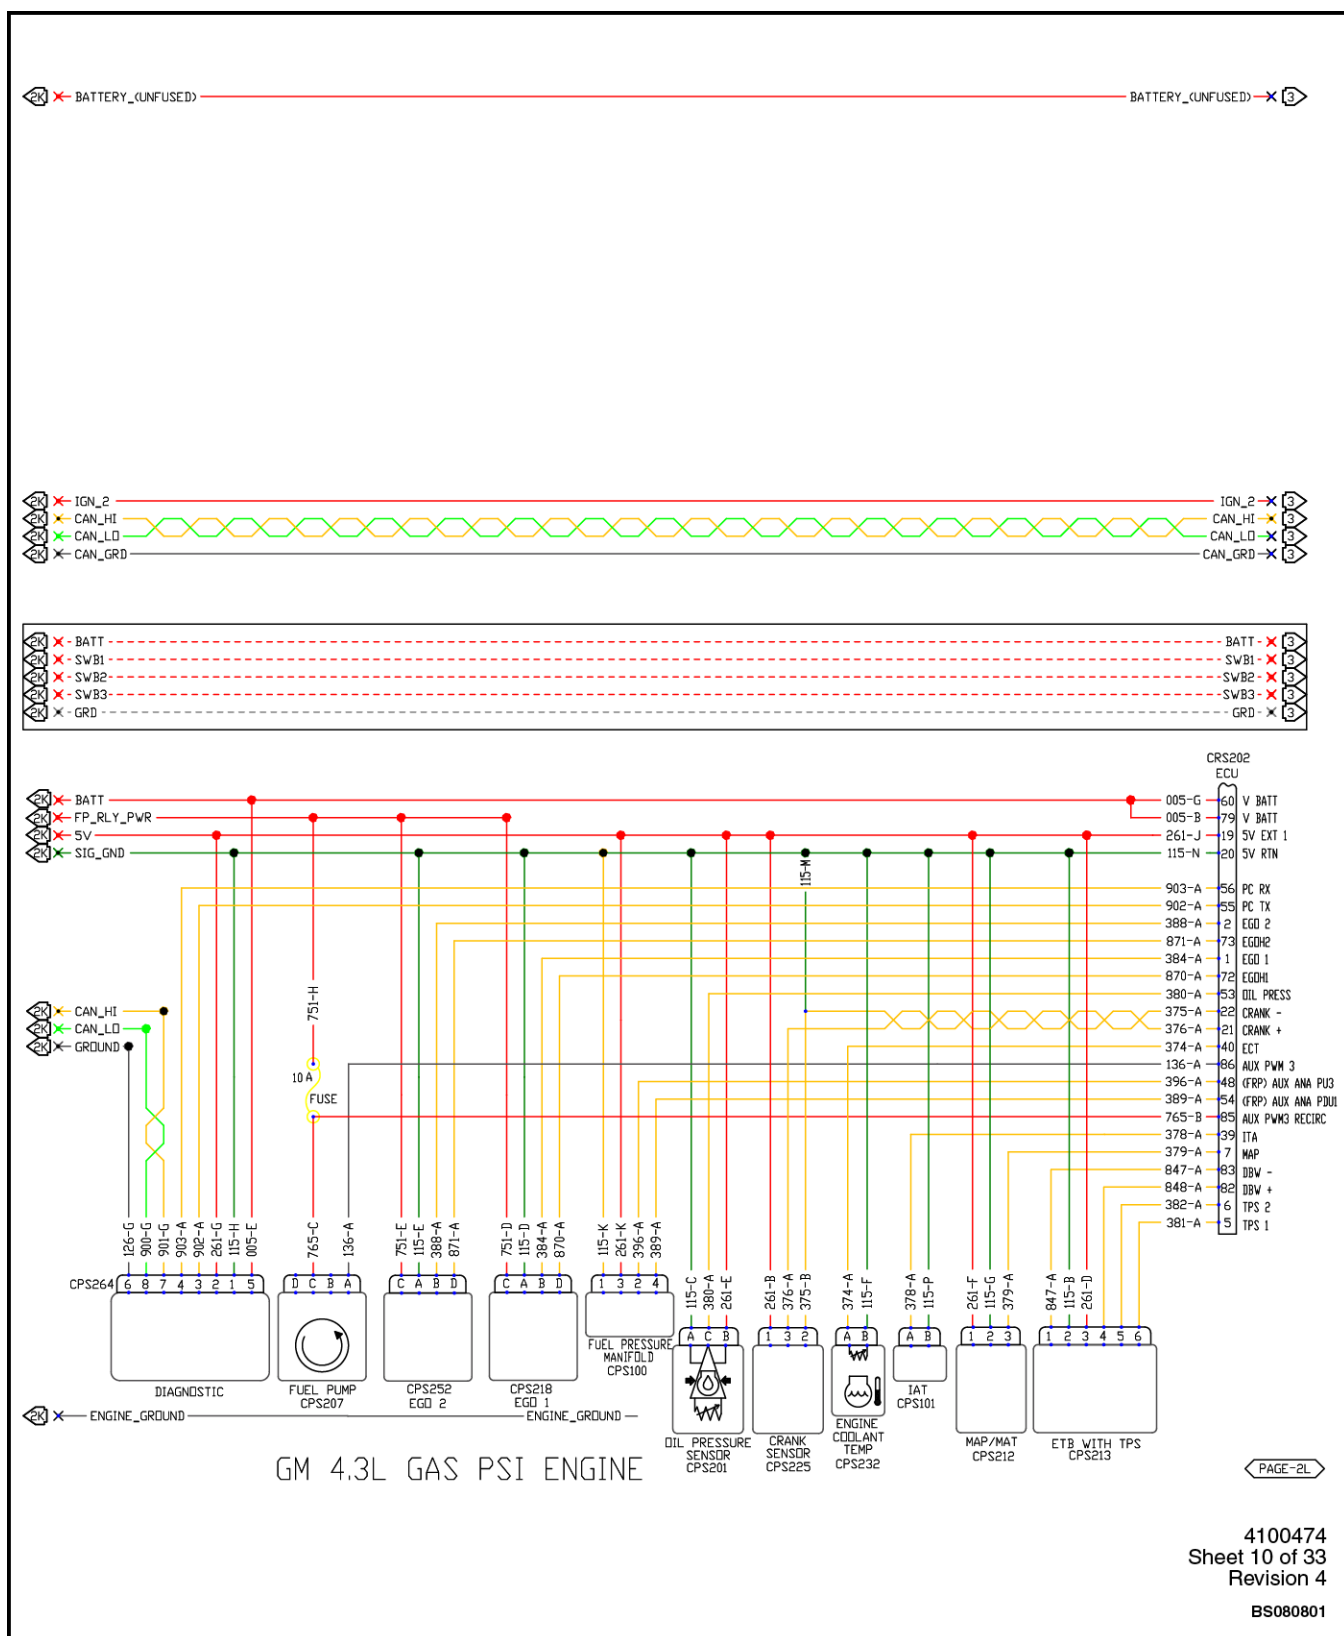 2K BATTERY_(UNFUSED) BATTERY_(UNFUSED) 3
2K IGN_2 IGN_2 3
2K CAN_HI CAN_HI 3
2K CAN_LO CAN_LO 3
2K CAN_GRD CAN_GRD 3
2K BATT BATT 3
2K SWB1 SWB1 3
2K SWB2 SWB2 3
2K SWB3 SWB3 3
2K GRD GRD 3
CRS202
ECU
2K BATT 005-G 60 V BATT
2K FP_RLY_PWR 005-B 79 V BATT
2K 5V 261-J 19 5V EXT 1
2K SIG_GND 115-N 20 5V RTN
115-M
903-A 56 PC RX
902-A 55 PC TX
388-A 2 EGO 2
871-A 73 EGOH2
384-A 1 EGO 1
870-A 72 EGOH1
380-A 53 OIL PRESS
2K CAN_HI 751-H 375-A 22 CRANK -
2K CAN_LO 376-A 21 CRANK +
2K GROUND 374-A 40 ECT
136-A 86 AUX PWM 3
10 A 396-A 48 (FRP) AUX ANA PU3
FUSE 389-A 54 (FRP) AUX ANA PDU1
765-B 85 AUX PWM3 RECIRC
378-A 39 ITA
379-A 7 MAP
847-A 83 DBW -
848-A 82 DBW +
382-A 6 TPS 2
381-A 5 TPS 1
126-G 900-G 901-G 903-A 902-A 261-G 115-H 005-E 765-C 136-A 751-E 115-E 388-A 871-A 751-D 115-D 384-A 870-A 115-K 261-K 396-A 389-A
115-C 380-A 261-E 261-B 376-A 375-B 374-A 115-F 378-A 115-P 261-F 115-G 379-A 847-A 115-B 261-D
CPS264 6 8 7 4 3 2 1 5 D C B A C A B D C A B D 1 3 2 4
A C B 1 3 2 A B A B 1 2 3 1 2 3 4 5 6
DIAGNOSTIC
FUEL PUMP
CPS207
CPS252
EGO 2
CPS218
EGO 1
FUEL PRESSURE
MANIFOLD
CPS100
OIL PRESSURE
SENSOR
CPS201
CRANK
SENSOR
CPS225
ENGINE
COOLANT
TEMP
CPS232
IAT
CPS101
MAP/MAT
CPS212
ETB WITH TPS
CPS213
2K ENGINE_GROUND ENGINE_GROUND
GM 4.3L GAS PSI ENGINE
PAGE-2L
4100474
Sheet 10 of 33
Revision 4
BS080801